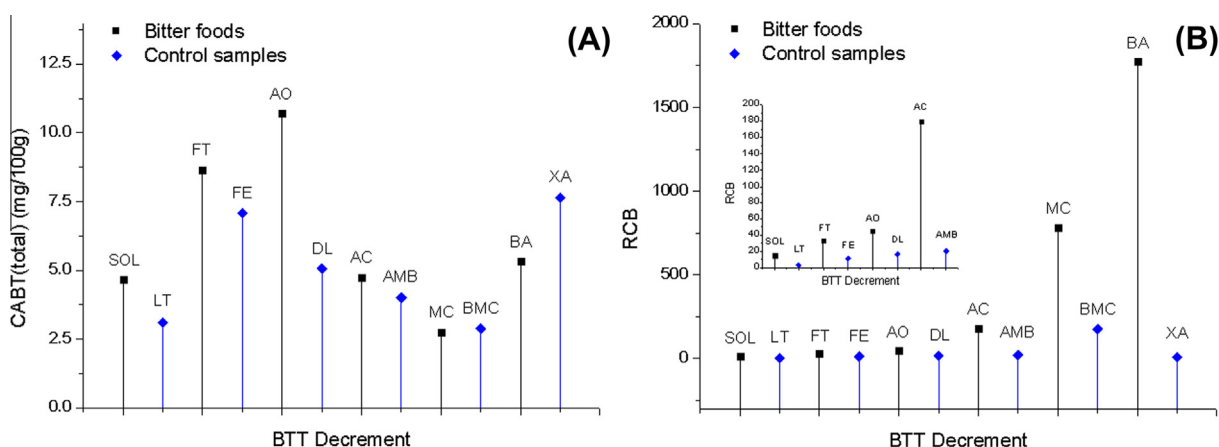 Bitter foods
Control samples
(A)
CABT(total) (mg/100g)
12.5
10.0
7.5
5.0
2.5
0.0
SOL
LT
FT
FE
AO
DL
AC
AMB
MC
BMC
BA
XA
BTT Decrement
Bitter foods
Control samples
(B)
RCB
2000
1500
1000
500
0
SOL
LT
FT
FE
AO
DL
AC
AMB
MC
BMC
BA
XA
BTT Decrement
RCB
200
180
160
140
120
100
80
60
40
20
0
SOL
LT
FT
FE
AO
DL
AC
AMB
BTT Decrement